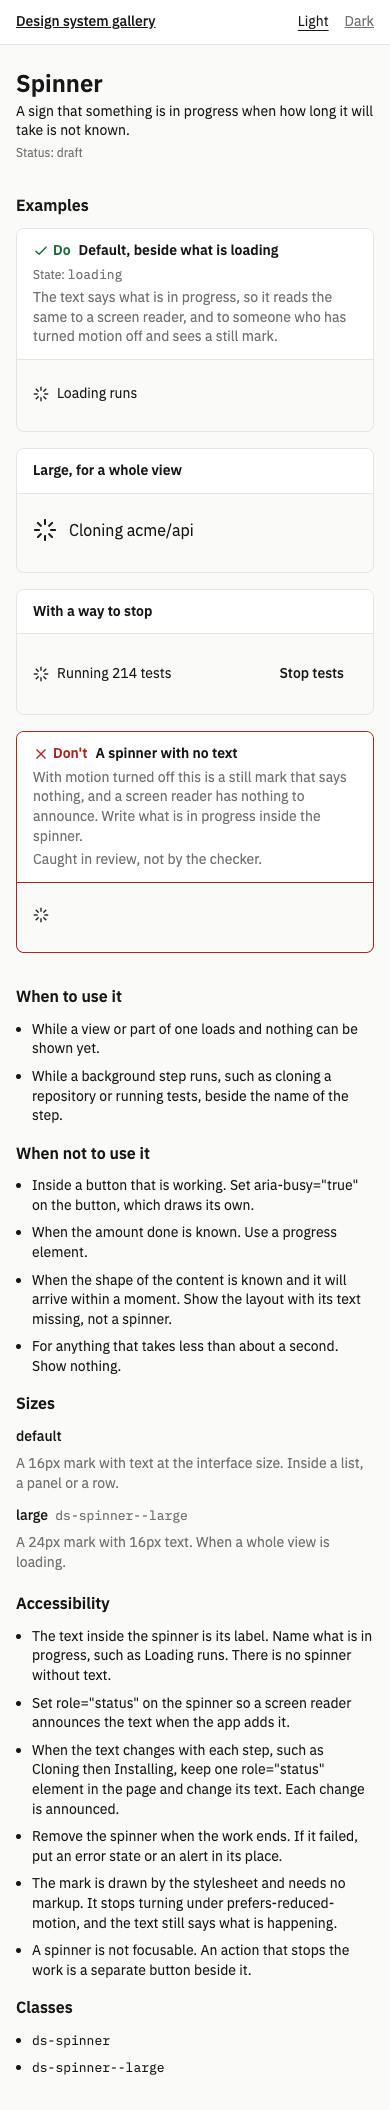 Design system gallery
Light
Dark
Spinner
A sign that something is in progress when how long it will
take is not known.
Status: draft
Examples
Do Default, beside what is loading
State: loading
The text says what is in progress, so it reads the
same to a screen reader, and to someone who has
turned motion off and sees a still mark.
Loading runs
Large, for a whole view
Cloning acme/api
With a way to stop
Running 214 tests
Stop tests
Don't A spinner with no text
With motion turned off this is a still mark that says
nothing, and a screen reader has nothing to
announce. Write what is in progress inside the
spinner.
Caught in review, not by the checker.
When to use it
While a view or part of one loads and nothing can be
shown yet.
While a background step runs, such as cloning a
repository or running tests, beside the name of the
step.
When not to use it
Inside a button that is working. Set aria-busy="true"
on the button, which draws its own.
When the amount done is known. Use a progress
element.
When the shape of the content is known and it will
arrive within a moment. Show the layout with its text
missing, not a spinner.
For anything that takes less than about a second.
Show nothing.
Sizes
default
A 16px mark with text at the interface size. Inside a list,
a panel or a row.
large ds-spinner--large
A 24px mark with 16px text. When a whole view is
loading.
Accessibility
The text inside the spinner is its label. Name what is in
progress, such as Loading runs. There is no spinner
without text.
Set role="status" on the spinner so a screen reader
announces the text when the app adds it.
When the text changes with each step, such as
Cloning then Installing, keep one role="status"
element in the page and change its text. Each change
is announced.
Remove the spinner when the work ends. If it failed,
put an error state or an alert in its place.
The mark is drawn by the stylesheet and needs no
markup. It stops turning under prefers-reduced-
motion, and the text still says what is happening.
A spinner is not focusable. An action that stops the
work is a separate button beside it.
Classes
ds-spinner
ds-spinner--large